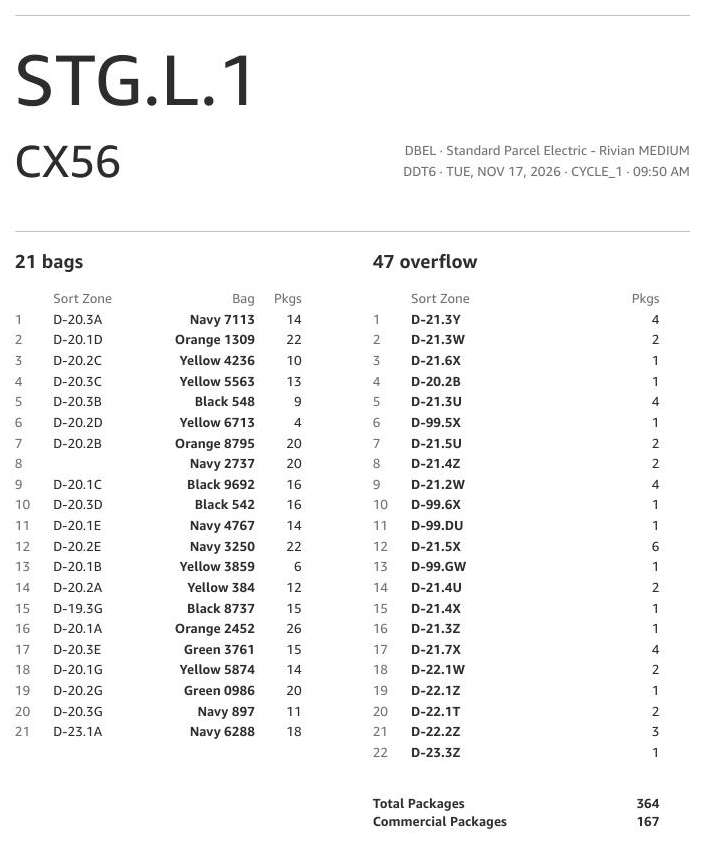 STG.L.1
CX56
DBEL · Standard Parcel Electric - Rivian MEDIUM
DDT6 · TUE, NOV 17, 2026 · CYCLE_1 · 09:50 AM
21 bags
Sort Zone Bag Pkgs
1 D-20.3A Navy 7113 14
2 D-20.1D Orange 1309 22
3 D-20.2C Yellow 4236 10
4 D-20.3C Yellow 5563 13
5 D-20.3B Black 548 9
6 D-20.2D Yellow 6713 4
7 D-20.2B Orange 8795 20
8 Navy 2737 20
9 D-20.1C Black 9692 16
10 D-20.3D Black 542 16
11 D-20.1E Navy 4767 14
12 D-20.2E Navy 3250 22
13 D-20.1B Yellow 3859 6
14 D-20.2A Yellow 384 12
15 D-19.3G Black 8737 15
16 D-20.1A Orange 2452 26
17 D-20.3E Green 3761 15
18 D-20.1G Yellow 5874 14
19 D-20.2G Green 0986 20
20 D-20.3G Navy 897 11
21 D-23.1A Navy 6288 18
47 overflow
Sort Zone Pkgs
1 D-21.3Y 4
2 D-21.3W 2
3 D-21.6X 1
4 D-20.2B 1
5 D-21.3U 4
6 D-99.5X 1
7 D-21.5U 2
8 D-21.4Z 2
9 D-21.2W 4
10 D-99.6X 1
11 D-99.DU 1
12 D-21.5X 6
13 D-99.GW 1
14 D-21.4U 2
15 D-21.4X 1
16 D-21.3Z 1
17 D-21.7X 4
18 D-22.1W 2
19 D-22.1Z 1
20 D-22.1T 2
21 D-22.2Z 3
22 D-23.3Z 1
Total Packages 364
Commercial Packages 167